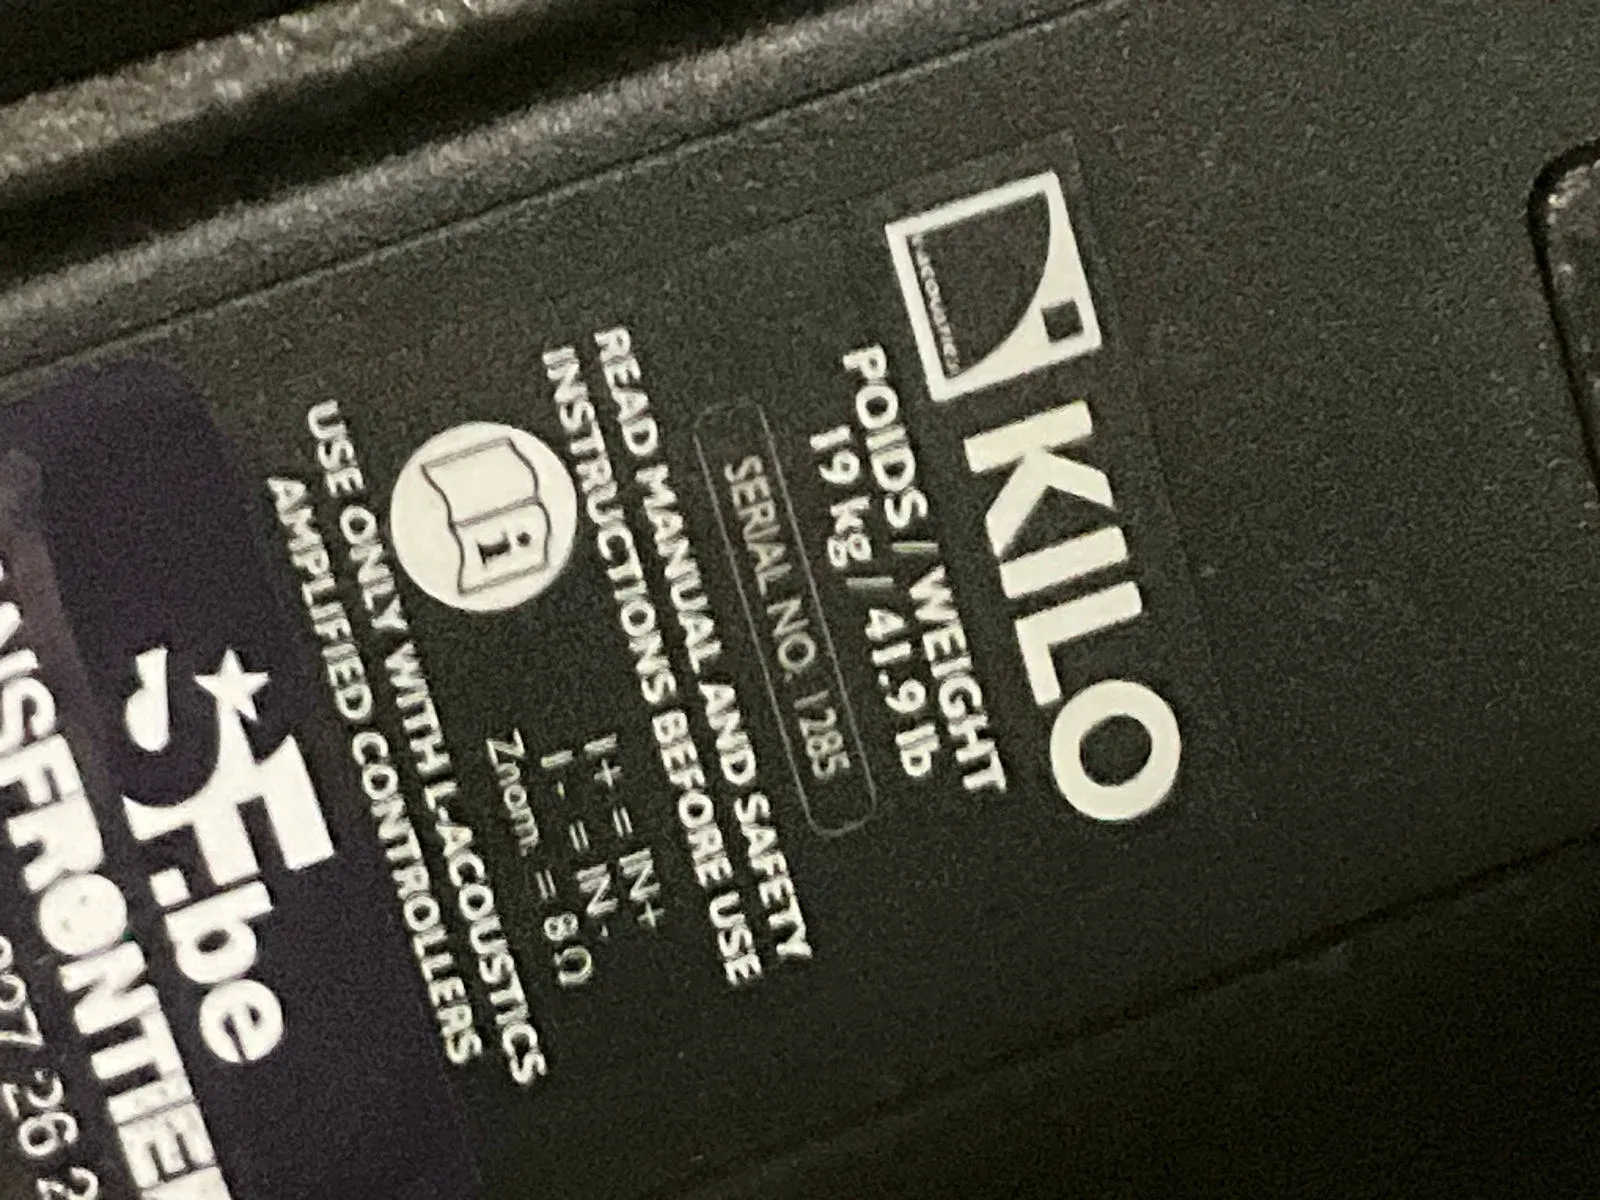 L-ACOUSTICS
KILO
POIDS / WEIGHT
19 kg / 41.9 lb
SERIAL NO. 1285
READ MANUAL AND SAFETY
INSTRUCTIONS BEFORE USE
i
I+ = IN+
I- = IN-
Znom. = 8 Ω
USE ONLY WITH L-ACOUSTICS
AMPLIFIED CONTROLLERS
F.be